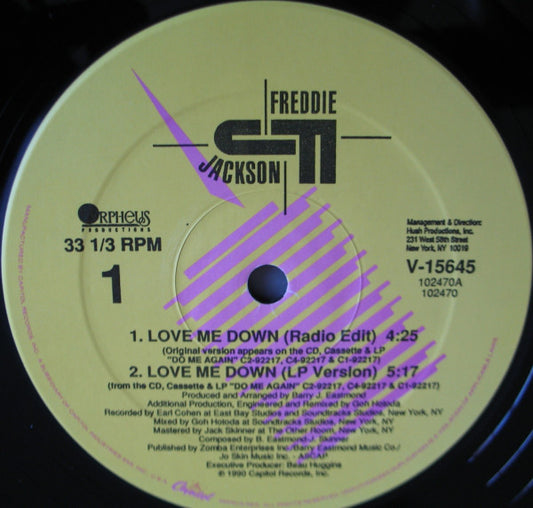 FREDDIE
JACKSON
ORPHEUS
PRODUCTIONS
33 1/3 RPM
1
Management & Direction:
Hush Productions, Inc.
231 West 58th Street
New York, NY 10019
V-15645
102470A
102470
1. LOVE ME DOWN (Radio Edit) 4:25
(Original version appears on the CD, Cassette & LP
"DO ME AGAIN" C2-92217, C4-92217 & C1-92217)
2. LOVE ME DOWN (LP Version) 5:17
(from the CD, Cassette & LP "DO ME AGAIN" C2-92217, C4-92217 & C1-92217)
Produced and Arranged by Barry J. Eastmond
Additional Production, Engineered and Remixed by Goh Hotoda
Recorded by Earl Cohen at East Bay Studios and Soundtracks Studios, New York, NY
Mixed by Goh Hotoda at Soundtracks Studios, New York, NY
Mastered by Jack Skinner at The Other Room, New York, NY
Composed by B. Eastmond/J. Skinner
Published by Zomba Enterprises Inc/Barry Eastmond Music Co./
Jo Skin Music Inc. - ASCAP
Executive Producer: Beau Huggins
℗ 1990 Capitol Records, Inc.
Capitol
MANUFACTURED BY CAPITOL RECORDS, INC.